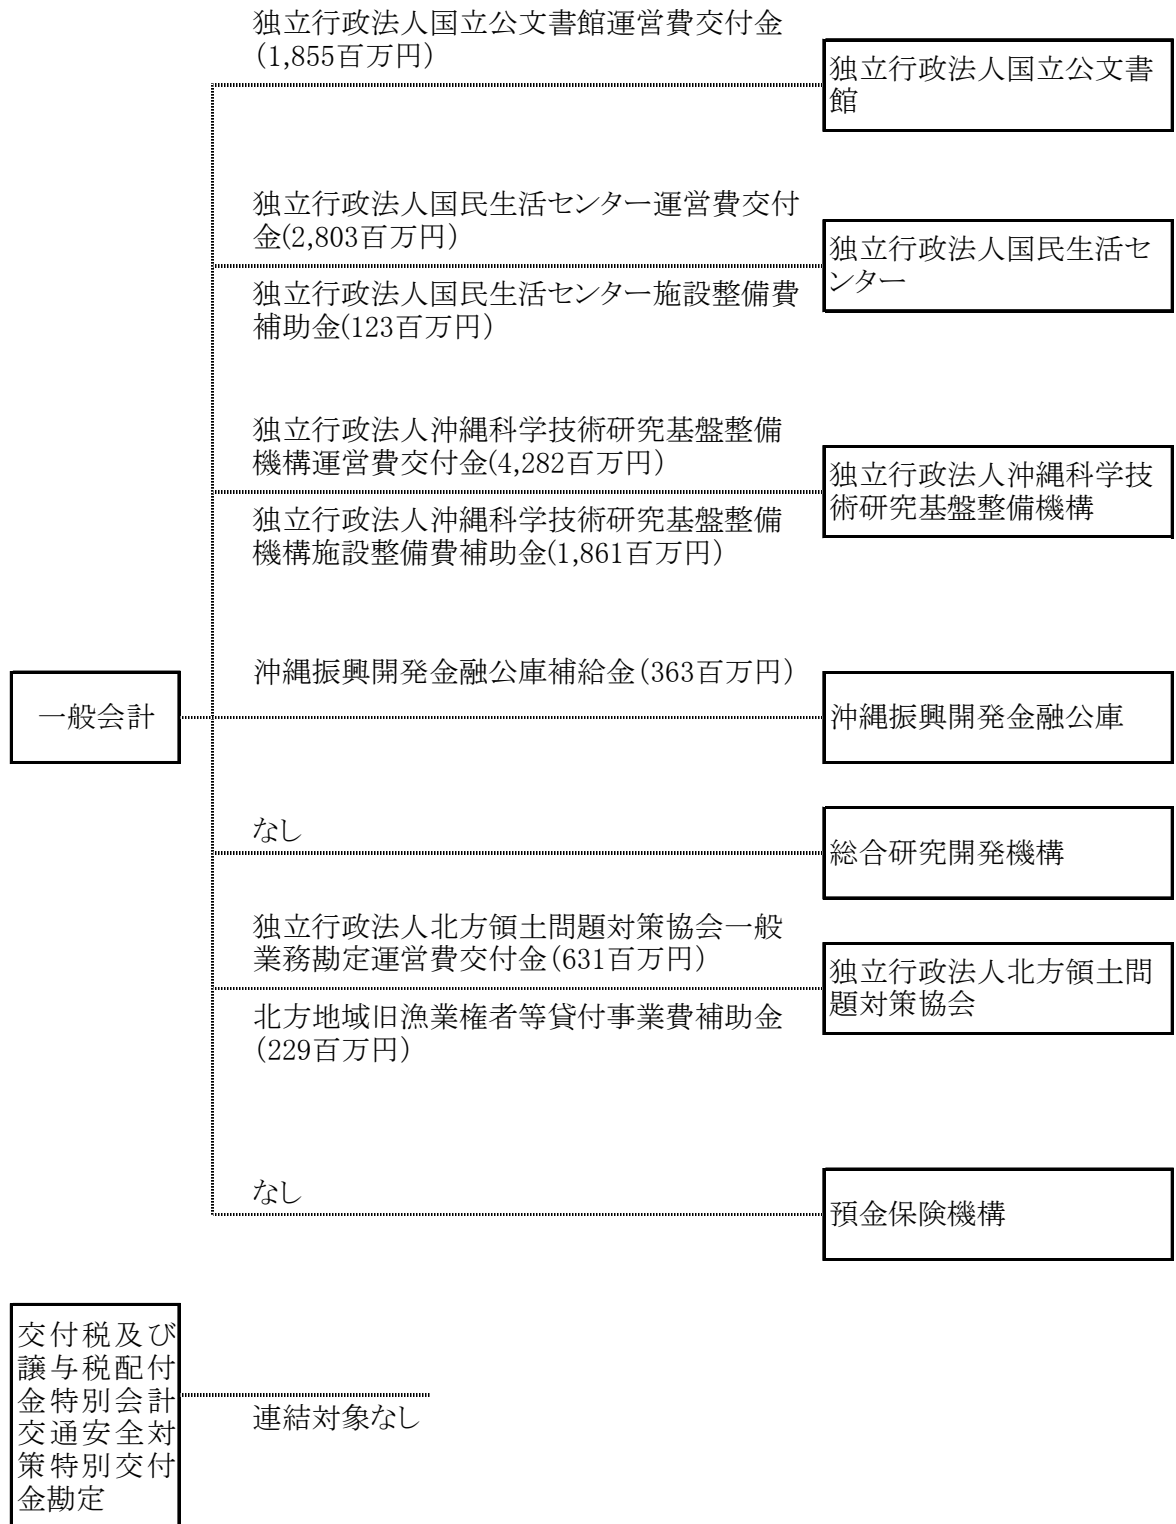 独立行政法人国立公文書館運営費交付金
(1,855百万円)
独立行政法人国立公文書
館
独立行政法人国民生活センター運営費交付
金(2,803百万円)
独立行政法人国民生活セ
ンター
独立行政法人国民生活センター施設整備費
補助金(123百万円)
独立行政法人沖縄科学技術研究基盤整備
機構運営費交付金(4,282百万円)
独立行政法人沖縄科学技
術研究基盤整備機構
独立行政法人沖縄科学技術研究基盤整備
機構施設整備費補助金(1,861百万円)
沖縄振興開発金融公庫補給金(363百万円)
一般会計
沖縄振興開発金融公庫
なし
総合研究開発機構
独立行政法人北方領土問題対策協会一般
業務勘定運営費交付金(631百万円)
独立行政法人北方領土問
題対策協会
北方地域旧漁業権者等貸付事業費補助金
(229百万円)
なし
預金保険機構
交付税及び
譲与税配付
金特別会計
交通安全対
策特別交付
金勘定
連結対象なし